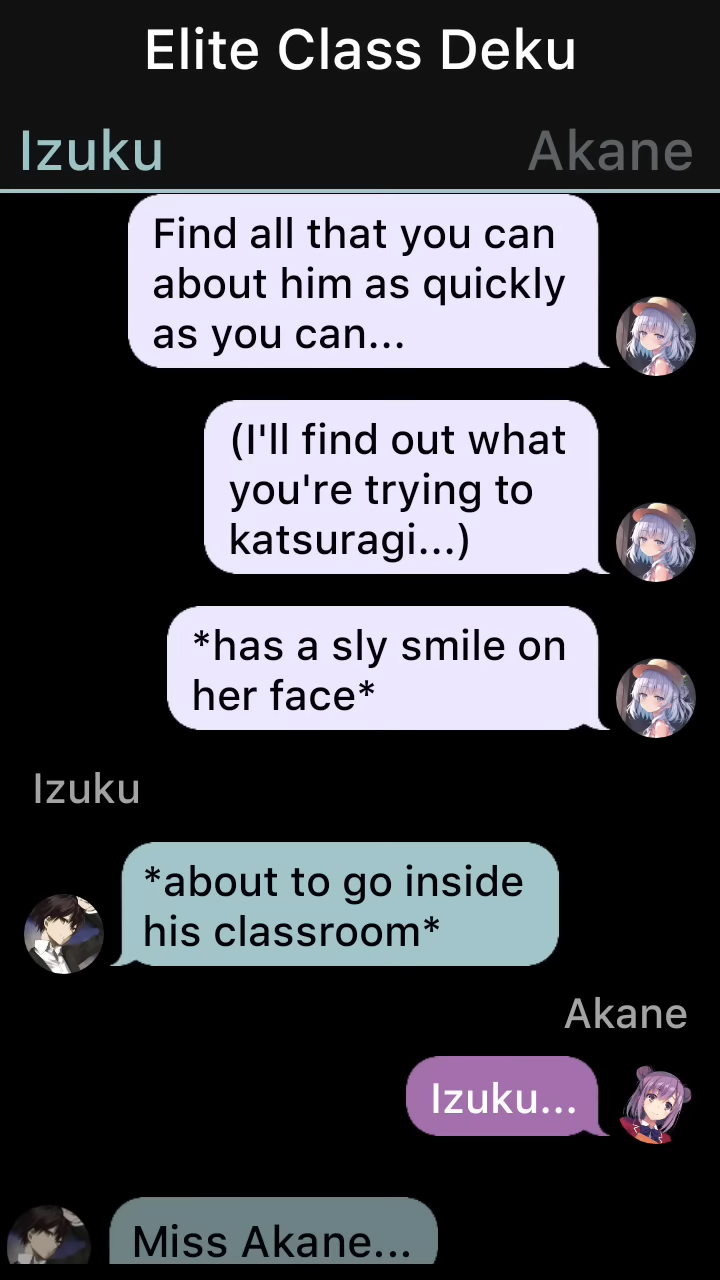 Elite Class Deku
Izuku
Akane
Find all that you can
about him as quickly
as you can...
(I'll find out what
you're trying to
katsuragi...)
*has a sly smile on
her face*
Izuku
*about to go inside
his classroom*
Akane
Izuku...
Miss Akane...